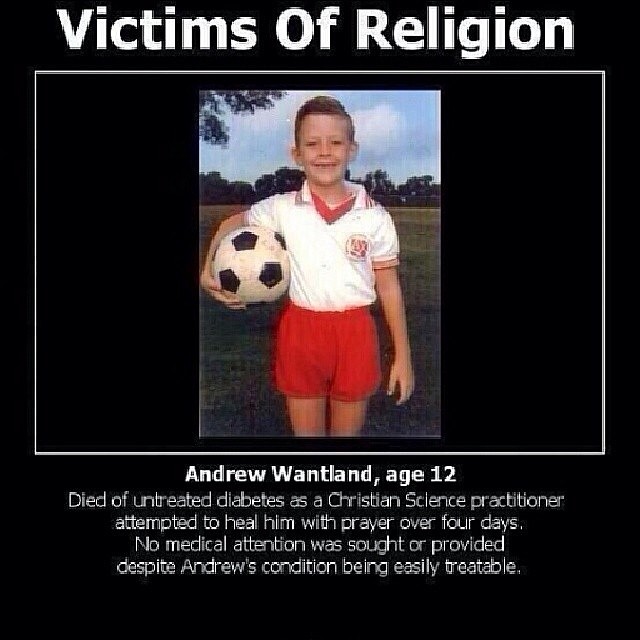 Victims Of Religion
Andrew Wantland, age 12
Died of untreated diabetes as a Christian Science practitioner
attempted to heal him with prayer over four days.
No medical attention was sought or provided
despite Andrew's condition being easily treatable.